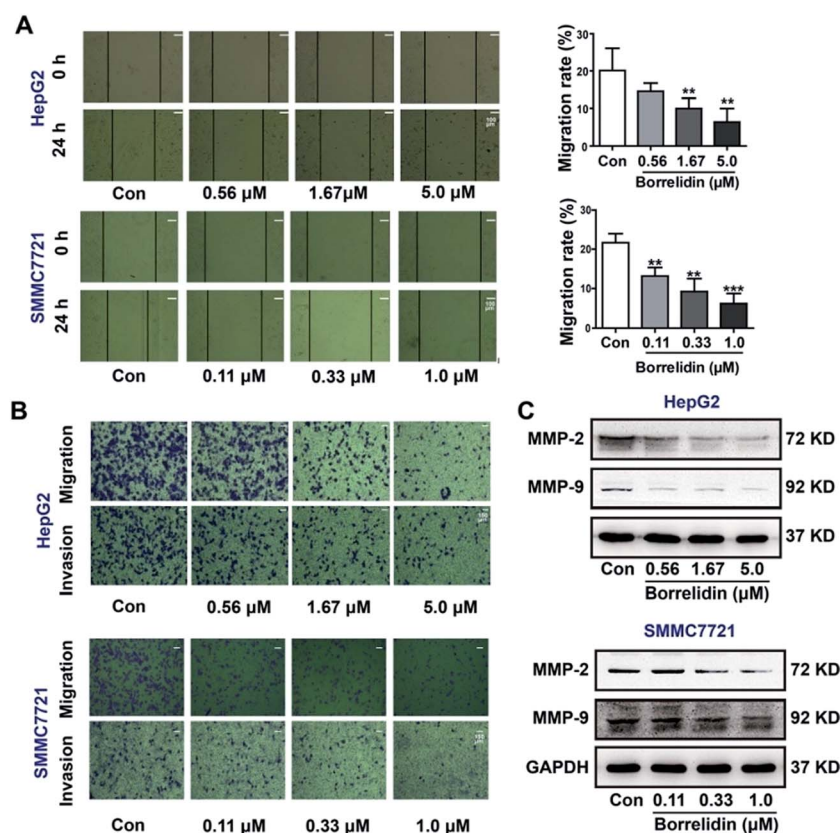 A
HepG2
0 h
24 h
100
μm
Con
0.56 μM
1.67μM
5.0 μM
SMMC7721
0 h
24 h
Con
0.11 μM
0.33 μM
1.0 μM
Migration rate (%)
30
20
10
0
**
**
Con
0.56
1.67
5.0
Borrelidin (μM)
Migration rate (%)
30
20
10
0
**
**
***
Con
0.11
0.33
1.0
Borrelidin (μM)
B
HepG2
Migration
Invasion
Con
0.56 μM
1.67 μM
5.0 μM
SMMC7721
Migration
Invasion
Con
0.11 μM
0.33 μM
1.0 μM
C
HepG2
MMP-2
72 KD
MMP-9
92 KD
37 KD
Con
0.56
1.67
5.0
Borrelidin (μM)
SMMC7721
MMP-2
72 KD
MMP-9
92 KD
GAPDH
37 KD
Con
0.11
0.33
1.0
Borrelidin (μM)